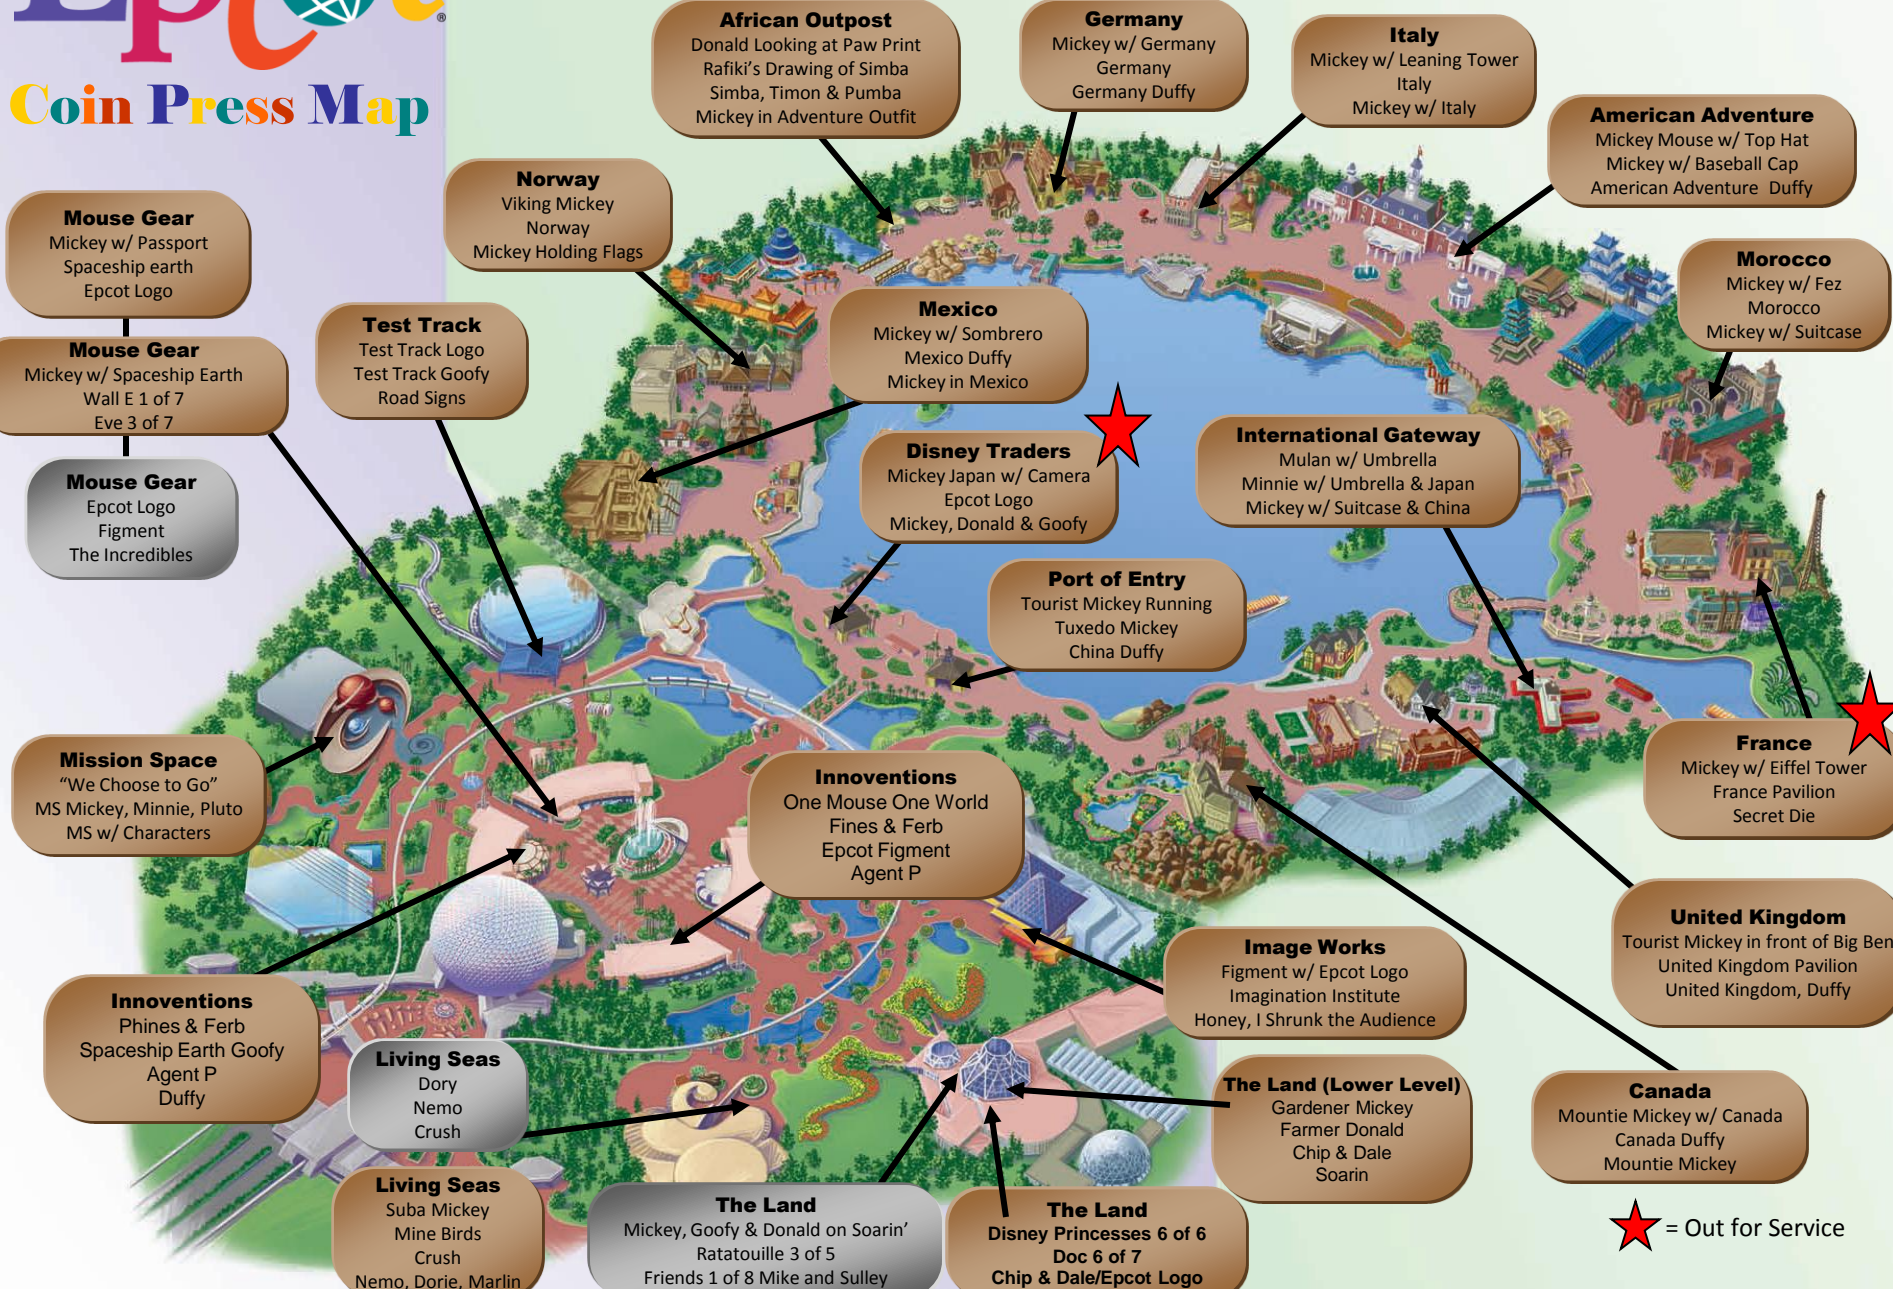 Epcot®
Coin Press Map
African Outpost
Donald Looking at Paw Print
Rafiki's Drawing of Simba
Simba, Timon & Pumba
Mickey in Adventure Outfit
Germany
Mickey w/ Germany
Germany
Germany Duffy
Italy
Mickey w/ Leaning Tower
Italy
Mickey w/ Italy
American Adventure
Mickey Mouse w/ Top Hat
Mickey w/ Baseball Cap
American Adventure Duffy
Norway
Viking Mickey
Norway
Mickey Holding Flags
Mouse Gear
Mickey w/ Passport
Spaceship earth
Epcot Logo
Mouse Gear
Mickey w/ Spaceship Earth
Wall E 1 of 7
Eve 3 of 7
Mouse Gear
Epcot Logo
Figment
The Incredibles
Test Track
Test Track Logo
Test Track Goofy
Road Signs
Mexico
Mickey w/ Sombrero
Mexico Duffy
Mickey in Mexico
Morocco
Mickey w/ Fez
Morocco
Mickey w/ Suitcase
Disney Traders
Mickey Japan w/ Camera
Epcot Logo
Mickey, Donald & Goofy
International Gateway
Mulan w/ Umbrella
Minnie w/ Umbrella & Japan
Mickey w/ Suitcase & China
Port of Entry
Tourist Mickey Running
Tuxedo Mickey
China Duffy
Mission Space
“We Choose to Go”
MS Mickey, Minnie, Pluto
MS w/ Characters
Innoventions
One Mouse One World
Fines & Ferb
Epcot Figment
Agent P
France
Mickey w/ Eiffel Tower
France Pavilion
Secret Die
United Kingdom
Tourist Mickey in front of Big Ben
United Kingdom Pavilion
United Kingdom, Duffy
Image Works
Figment w/ Epcot Logo
Imagination Institute
Honey, I Shrunk the Audience
Innoventions
Phines & Ferb
Spaceship Earth Goofy
Agent P
Duffy
Living Seas
Dory
Nemo
Crush
The Land (Lower Level)
Gardener Mickey
Farmer Donald
Chip & Dale
Soarin
Canada
Mountie Mickey w/ Canada
Canada Duffy
Mountie Mickey
Living Seas
Suba Mickey
Mine Birds
Crush
Nemo, Dorie, Marlin
The Land
Mickey, Goofy & Donald on Soarin’
Ratatouille 3 of 5
Friends 1 of 8 Mike and Sulley
The Land
Disney Princesses 6 of 6
Doc 6 of 7
Chip & Dale/Epcot Logo
= Out for Service